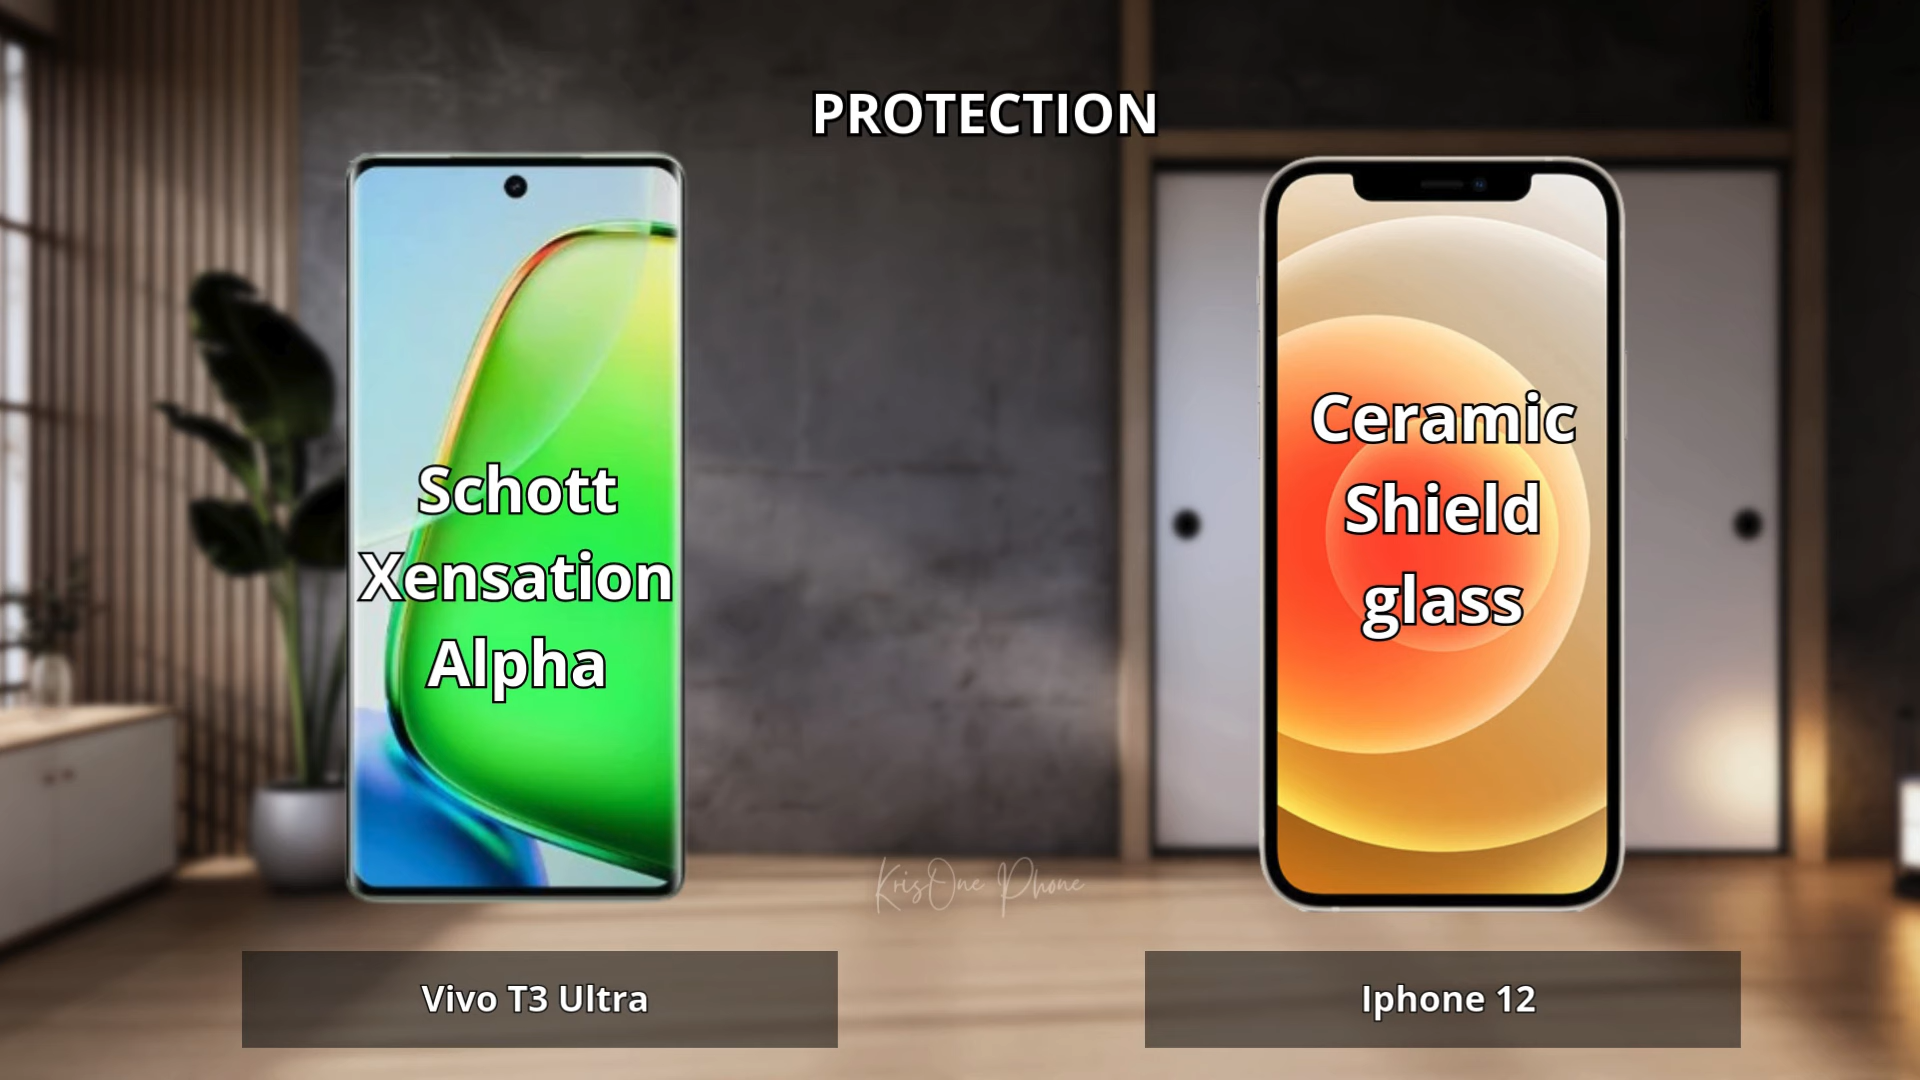 PROTECTION
Schott
Xensation
Alpha
Ceramic
Shield
glass
KrisOne Phone
Vivo T3 Ultra
Iphone 12